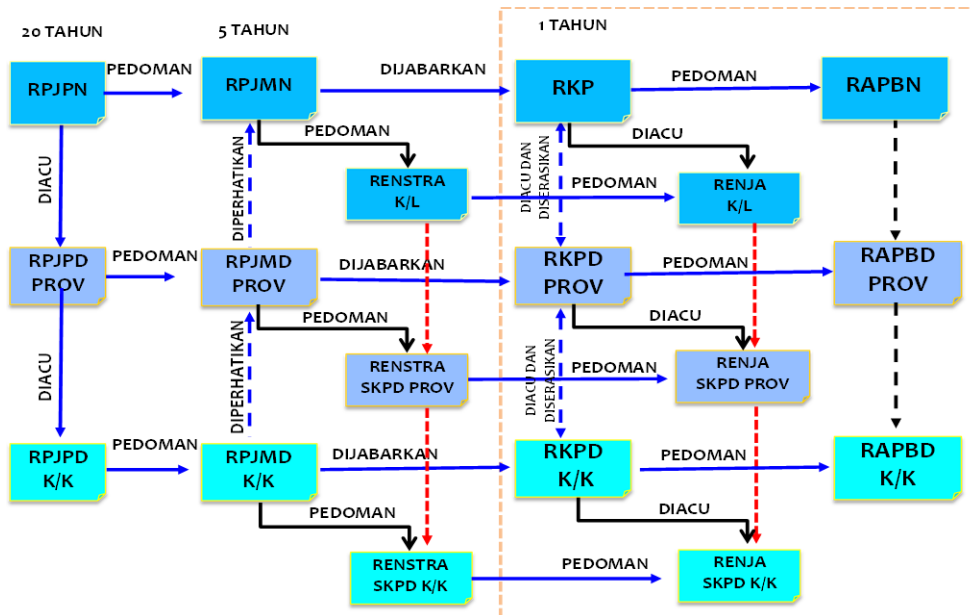 20 TAHUN
5 TAHUN
1 TAHUN
RPJPN
PEDOMAN
RPJMN
DIJABARKAN
RKP
PEDOMAN
RAPBN
DIACU
DIPERHATIKAN
PEDOMAN
RENSTRA
K/L
PEDOMAN
DIACU DAN
DISERASIKAN
DIACU
RENJA
K/L
RPJPD
PROV
PEDOMAN
RPJMD
PROV
DIJABARKAN
RKPD
PROV
PEDOMAN
RAPBD
PROV
DIACU
DIPERHATIKAN
PEDOMAN
RENSTRA
SKPD PROV
PEDOMAN
DIACU DAN
DISERASIKAN
DIACU
RENJA
SKPD PROV
RPJPD
K/K
PEDOMAN
RPJMD
K/K
DIJABARKAN
RKPD
K/K
PEDOMAN
RAPBD
K/K
PEDOMAN
RENSTRA
SKPD K/K
PEDOMAN
DIACU
RENJA
SKPD K/K